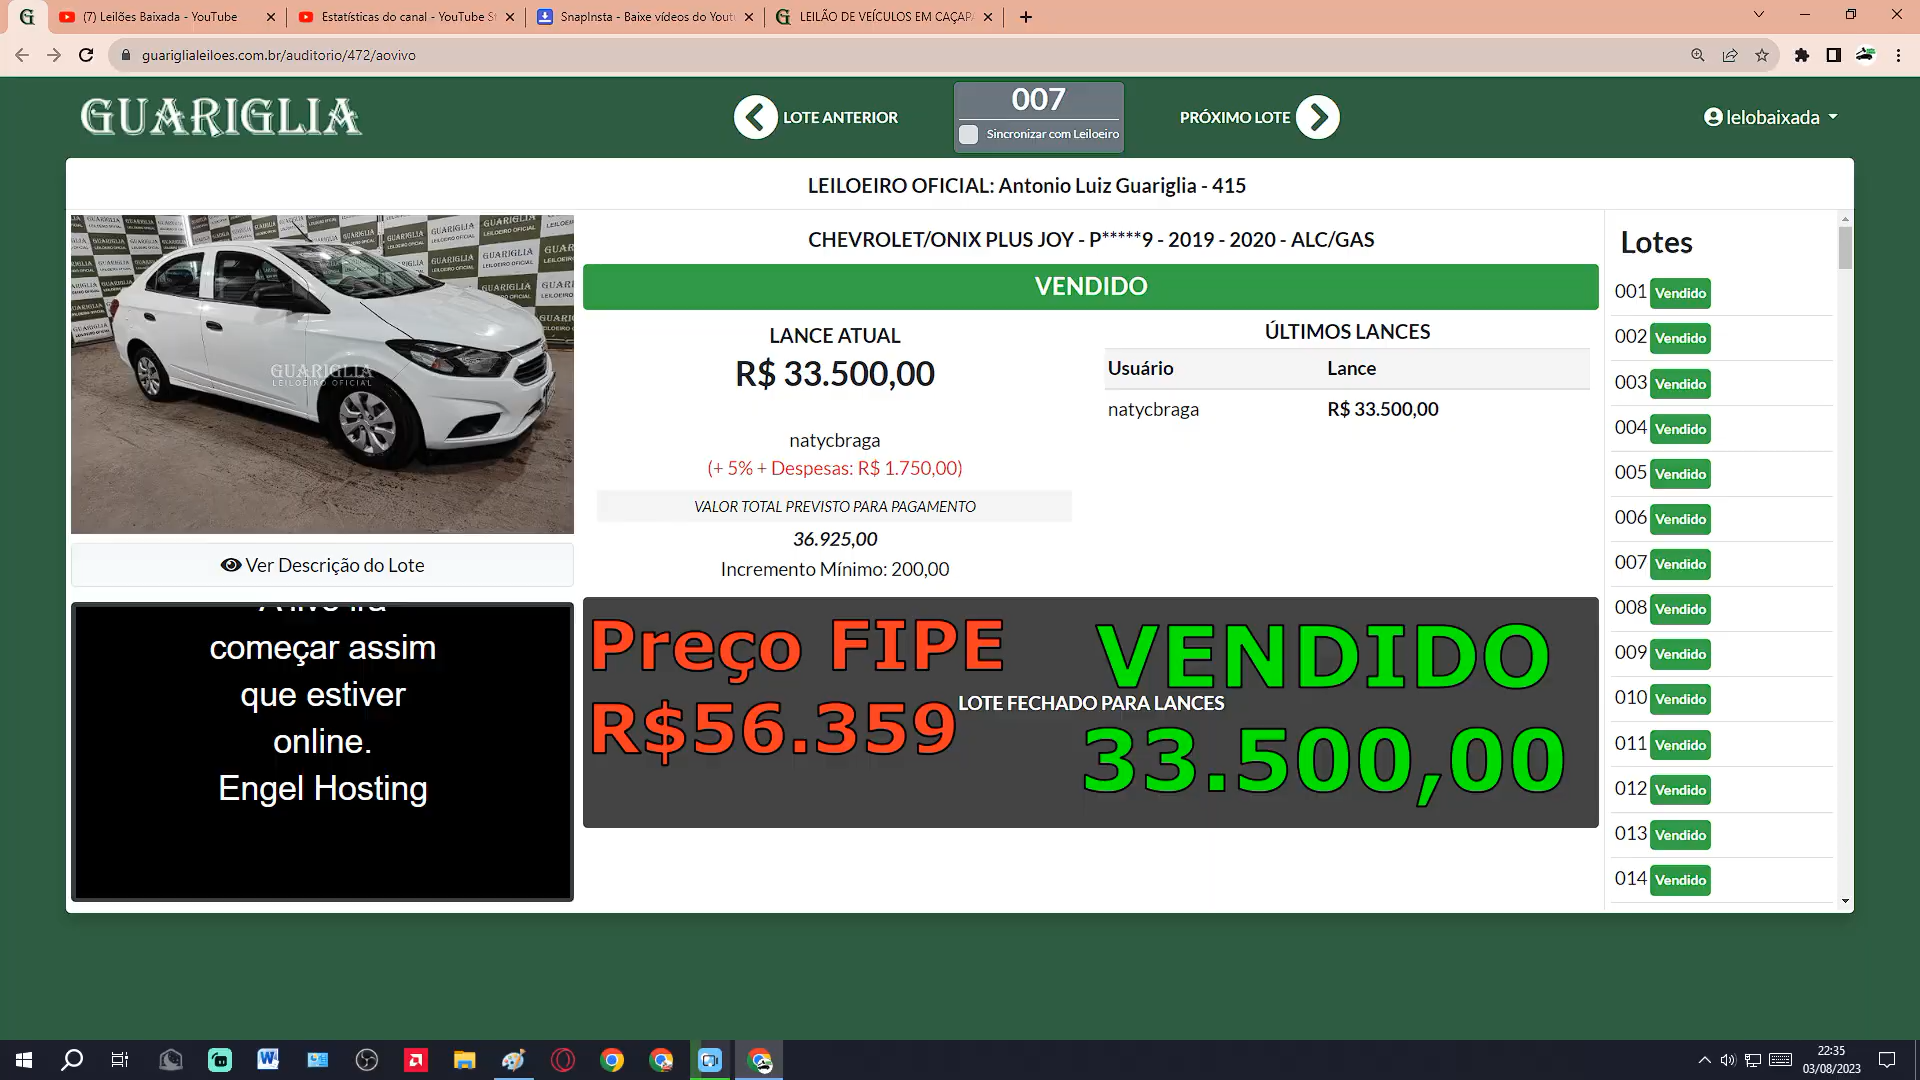 (7) Leilões Baixada - YouTube
Estatísticas do canal - YouTube St
SnapInsta - Baixe vídeos do Yout
LEILÃO DE VEÍCULOS EM CAÇAPA
guariglialeiloes.com.br/auditorio/472/aovivo
GUARIGLIA
LOTE ANTERIOR
007
Sincronizar com Leiloeiro
PRÓXIMO LOTE
lelobaixada
LEILOEIRO OFICIAL: Antonio Luiz Guariglia - 415
CHEVROLET/ONIX PLUS JOY - P*****9 - 2019 - 2020 - ALC/GAS
VENDIDO
GUARIGLIA
LEILOEIRO OFICIAL
Ver Descrição do Lote
LANCE ATUAL
R$ 33.500,00
natycbraga
(+ 5% + Despesas: R$ 1.750,00)
VALOR TOTAL PREVISTO PARA PAGAMENTO
36.925,00
Incremento Mínimo: 200,00
ÚLTIMOS LANCES
Usuário Lance
natycbraga R$ 33.500,00
começar assim
que estiver
online.
Engel Hosting
Preço FIPE
R$56.359
LOTE FECHADO PARA LANCES
VENDIDO
33.500,00
Lotes
001 Vendido
002 Vendido
003 Vendido
004 Vendido
005 Vendido
006 Vendido
007 Vendido
008 Vendido
009 Vendido
010 Vendido
011 Vendido
012 Vendido
013 Vendido
014 Vendido
22:35
03/08/2023